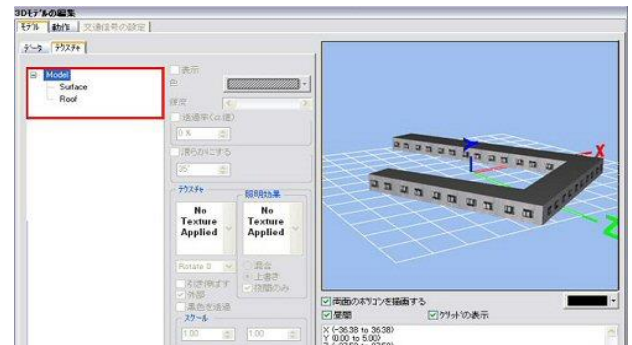 3Dモデルの編集
モデル 動作 交通信号の設定
データ テクスチャ
Model
Surface
Roof
表示
色
輝度
透過率(α値)
0 %
滑らかにする
25°
テクスチャ
照明効果
No Texture Applied
No Texture Applied
Rotate 0
引き伸ばす
外部
黒色を透過
混合
上書き
夜間のみ
スケール
1.00
1.00
X
Y
Z
両面のポリゴンを描画する
昼間
グリッドの表示
X (-36.38 to 36.38)
Y (0.00 to 5.00)